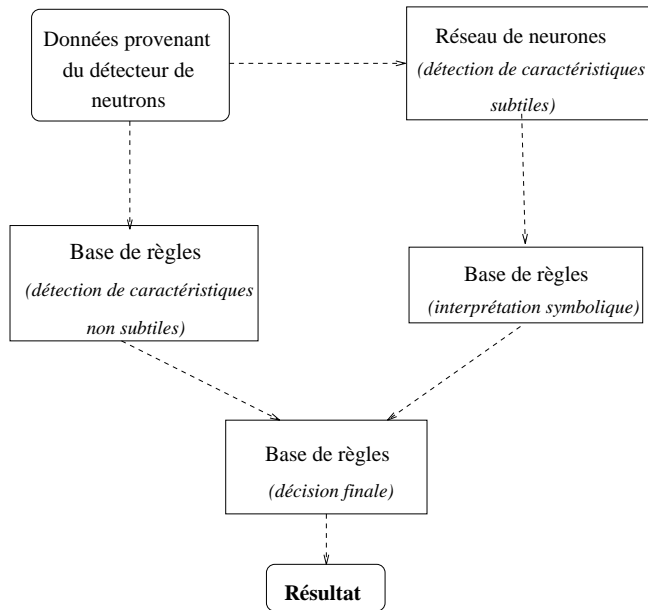 Données provenant
du détecteur de
neutrons
Réseau de neurones
(détection de caractéristiques
subtiles)
Base de règles
(détection de caractéristiques
non subtiles)
Base de règles
(interprétation symbolique)
Base de règles
(décision finale)
Résultat